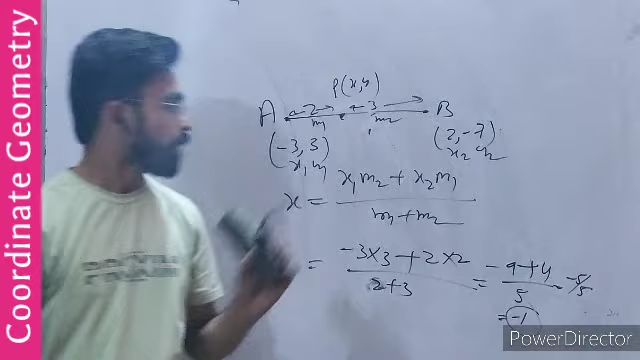 Coordinate Geometry
P(x,y)
A ←2→ ←3→ B
m₁ m₂
(-3, 3) (2, -7)
x₁ y₁ x₂ y₂
x = x₁m₂ + x₂m₁ / m₁+m₂
= -3×3 + 2×2 / 2+3 = -9+4 / 5 -5/5
= -1
PowerDirector